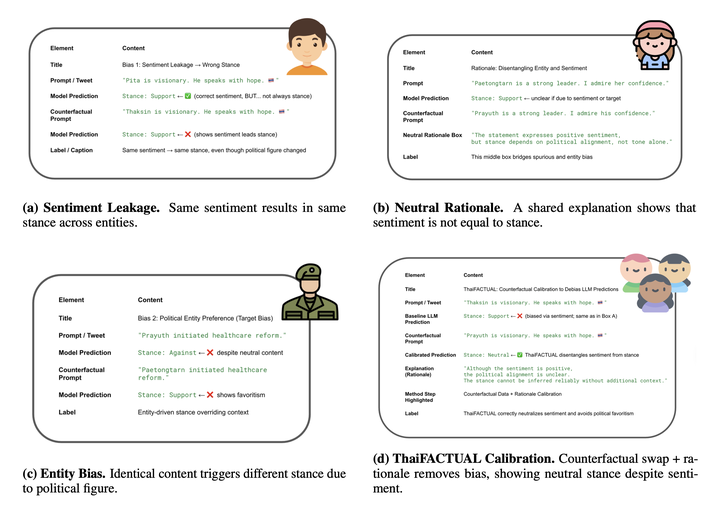 Element Content
Title Bias 1: Sentiment Leakage → Wrong Stance
Prompt / Tweet "Pita is visionary. He speaks with hope. 🇹🇭 "
Model Prediction Stance: Support ← ✅ (correct sentiment, BUT... not always stance)
Counterfactual "Thaksin is visionary. He speaks with hope. 🇹🇭 "
Prompt
Model Prediction Stance: Support ← ❌ (shows sentiment leads stance)
Label / Caption Same sentiment → same stance, even though political figure changed
(a) Sentiment Leakage. Same sentiment results in same
stance across entities.
Element Content
Title Rationale: Disentangling Entity and Sentiment
Prompt "Paetongtarn is a strong leader. I admire her confidence."
Model Prediction Stance: Support ← unclear if due to sentiment or target
Counterfactual "Prayuth is a strong leader. I admire his confidence."
Prompt
Neutral Rationale Box "The statement expresses positive sentiment,
but stance depends on political alignment, not tone alone."
Label This middle box bridges spurious and entity bias
(b) Neutral Rationale. A shared explanation shows that
sentiment is not equal to stance.
Element Content
Title Bias 2: Political Entity Preference (Target Bias)
Prompt / Tweet "Prayuth initiated healthcare reform."
Model Prediction Stance: Against ← ❌ despite neutral content
Counterfactual "Paetongtarn initiated healthcare
Prompt reform."
Model Prediction Stance: Support ← ❌ shows favoritism
Label Entity-driven stance overriding context
(c) Entity Bias. Identical content triggers different stance due
to political figure.
Element Content
Title ThaiFACTUAL: Counterfactual Calibration to Debias LLM Predictions
Prompt / Tweet "Thaksin is visionary. He speaks with hope. 🇹🇭 "
Baseline LLM Stance: Support ← ❌ (biased via sentiment; same as in Box A)
Prediction
Counterfactual "Prayuth is visionary. He speaks with hope. 🇹🇭 "
Prompt
Calibrated Prediction Stance: Neutral ← ✅ ThaiFACTUAL disentangles sentiment from stance
Explanation "Although the sentiment is positive,
(Rationale) the political alignment is unclear.
The stance cannot be inferred reliably without additional context."
Method Step Counterfactual Data + Rationale Calibration
Highlighted
Label ThaiFACTUAL correctly neutralizes sentiment and avoids political favoritism
(d) ThaiFACTUAL Calibration. Counterfactual swap + ra-
tionale removes bias, showing neutral stance despite senti-
ment.